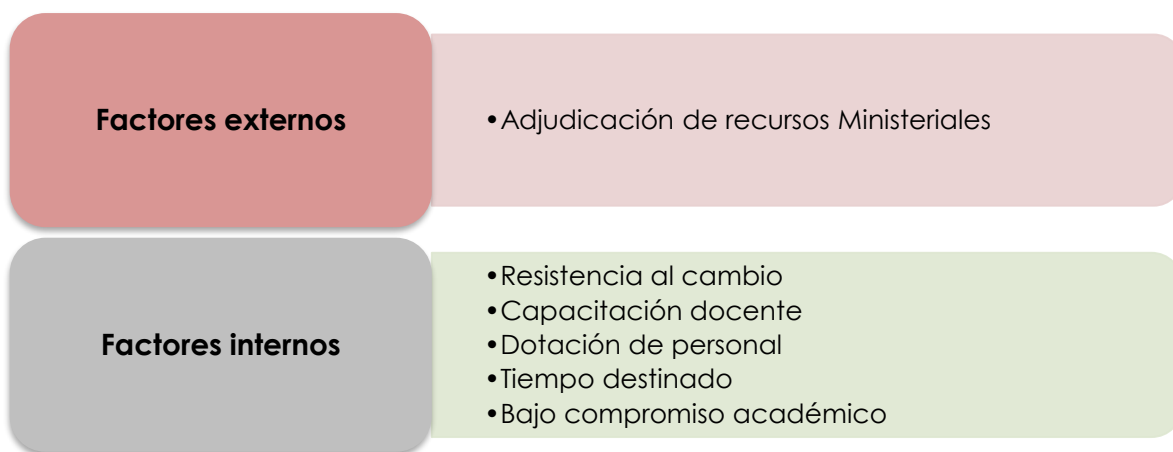 Factores externos
•Adjudicación de recursos Ministeriales
Factores internos
•Resistencia al cambio
•Capacitación docente
•Dotación de personal
•Tiempo destinado
•Bajo compromiso académico